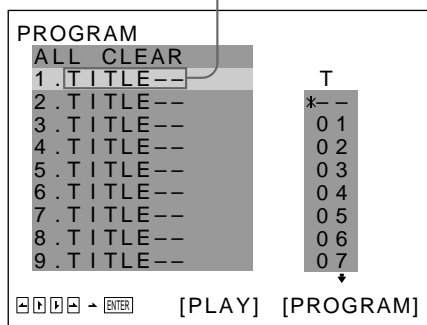 PROGRAM
ALL CLEAR
1. TITLE–– T
2. TITLE–– *––
3. TITLE–– 01
4. TITLE–– 02
5. TITLE–– 03
6. TITLE–– 04
7. TITLE–– 05
8. TITLE–– 06
9. TITLE–– 07
ENTER [PLAY] [PROGRAM]